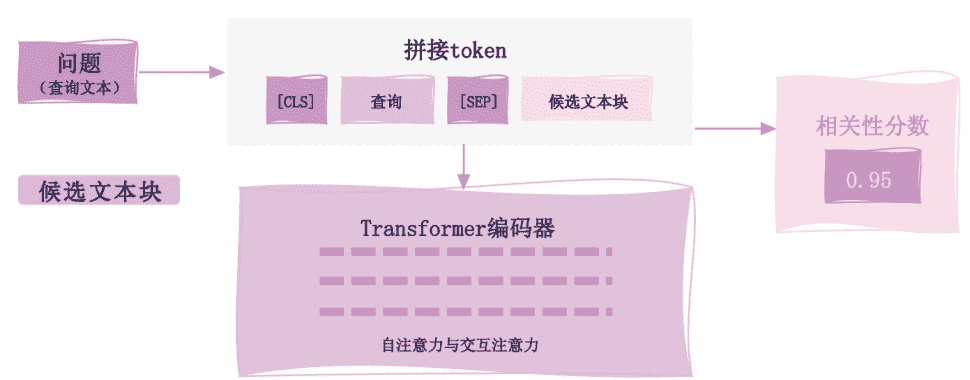 问题
（查询文本）
拼接token
[CLS]
查询
[SEP]
候选文本块
候选文本块
Transformer编码器
自注意力与交互注意力
相关性分数
0.95